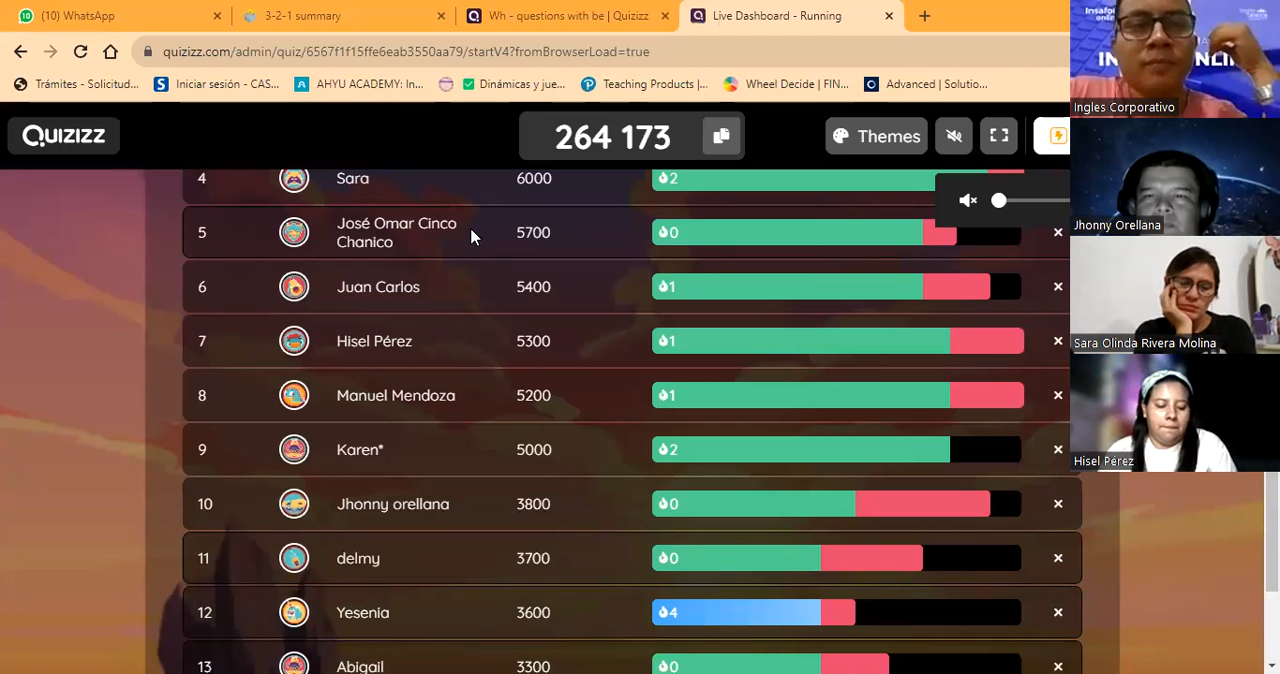 (10) WhatsApp
3-2-1 summary
Wh - questions with be | Quizizz
Live Dashboard - Running
quizizz.com/admin/quiz/6567f1f15ffe6eab3550aa79/startV4?fromBrowserLoad=true
Trámites - Solicitud...
Iniciar sesión - CAS...
AHYU ACADEMY: In...
Dinámicas y jue...
Teaching Products |...
Wheel Decide | FIN...
Advanced | Solutio...
Quizizz
264 173
Themes
4 Sara 6000 2
5 José Omar Cinco Chanico 5700 0
6 Juan Carlos 5400 1
7 Hisel Pérez 5300 1
8 Manuel Mendoza 5200 1
9 Karen* 5000 2
10 Jhonny orellana 3800 0
11 delmy 3700 0
12 Yesenia 3600 4
13 Abigail 3300 0
Ingles Corporativo
Jhonny Orellana
Sara Olinda Rivera Molina
Hisel Pérez